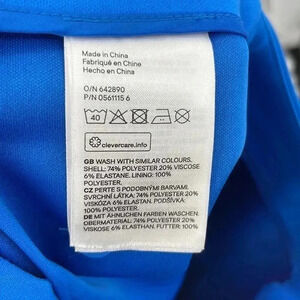 Made in China
Fabriqué en Chine
Hecho en China
O/N 642890
P/N 0561115 6
40
clevercare.info
GB WASH WITH SIMILAR COLOURS.
SHELL: 74% POLYESTER 20% VISCOSE
6% ELASTANE. LINING: 100%
POLYESTER.
CZ PERTE S PODOBNÝMI BARVAMI.
SVRCHNÍ LÁTKA: 74% POLYESTER 20%
VISKÓZA 6% ELASTAN. PODŠÍVKA:
100% POLYESTER.
DE MIT ÄHNLICHEN FARBEN WASCHEN.
OBERMATERIAL: 74% POLYESTER 20%
VISKOSE 6% ELASTHAN. FUTTER: 100%
POLYESTER.